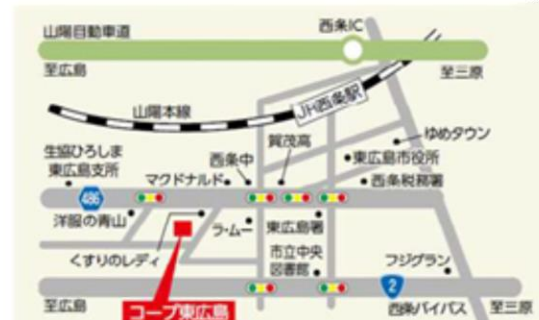 西条IC
山陽自動車道
至広島
至三原
JR西条駅
山陽本線
ゆめタウン
賀茂高
生協ひろしま
東広島支所
西条中
東広島市役所
マクドナルド
西条税務署
486
洋服の青山
ラ・ムー
東広島署
くすりのレディ
市立中央
図書館
フジグラン
2
至広島
コープ東広島
西条バイパス
至三原